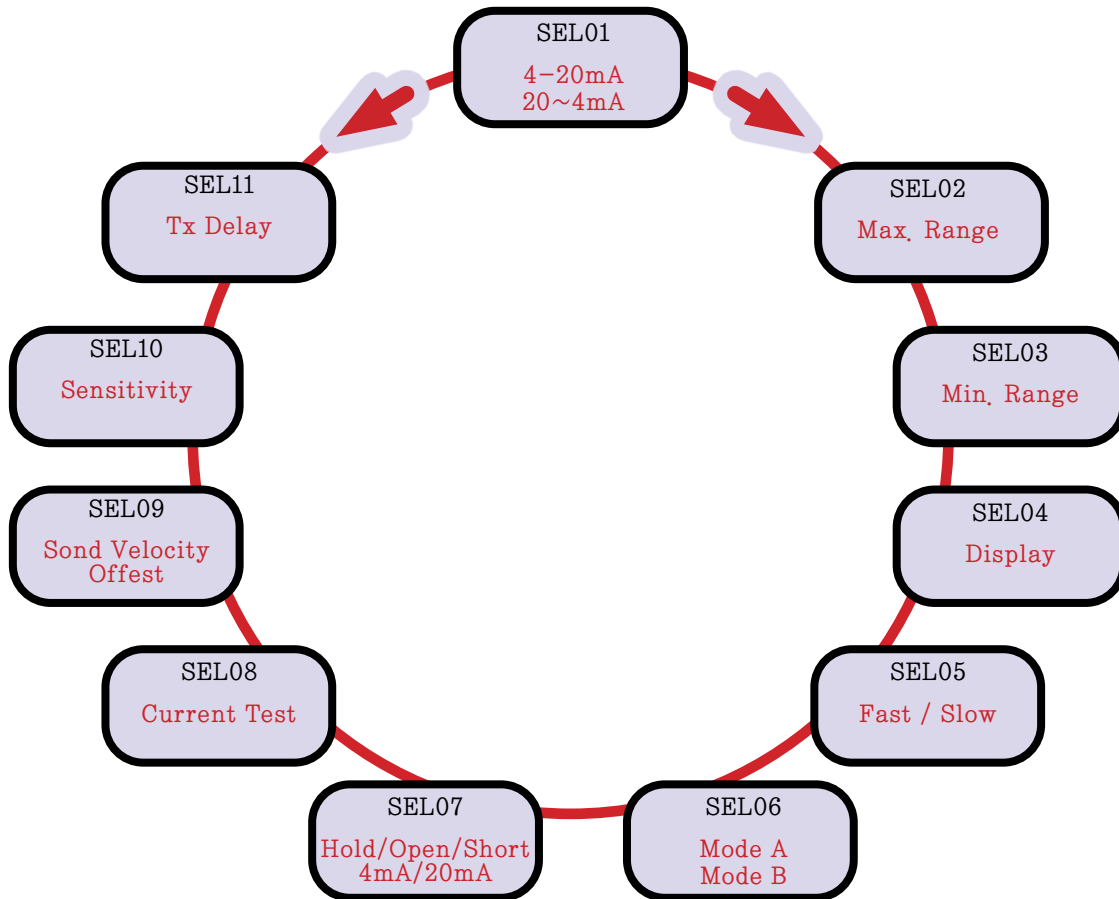 SEL01
4-20mA
20~4mA
SEL02
Max. Range
SEL03
Min. Range
SEL04
Display
SEL05
Fast / Slow
SEL06
Mode A
Mode B
SEL07
Hold/Open/Short
4mA/20mA
SEL08
Current Test
SEL09
Sond Velocity
Offest
SEL10
Sensitivity
SEL11
Tx Delay